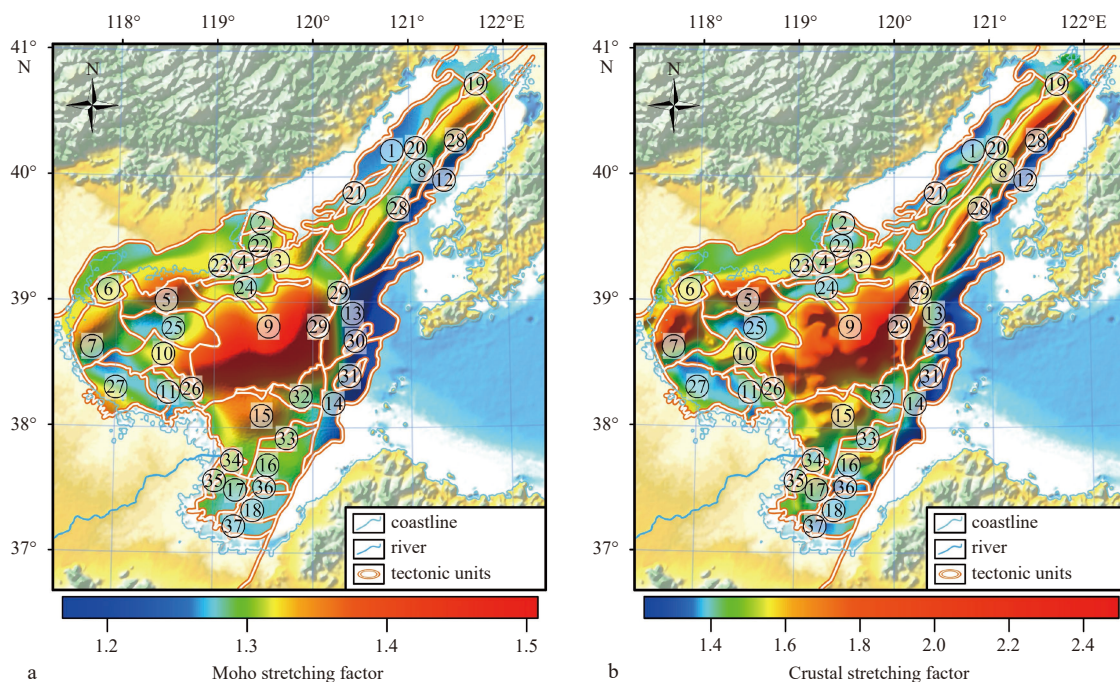 118° 119° 120° 121° 122°E 118° 119° 120° 121° 122°E
41° 41°
N N
N N
19 19
28 28
1 20 1 20
40° 8 40° 8
12 12
21 21
28 28
2 2
22 22
23 4 3 23 4 3
6 24 6 24
39° 5 29 39° 5 29
13 13
25 9 29 25 9 29
7 10 30 7 10 30
27 11 26 31 27 11 26 31
32 14 32 14
38° 15 38° 15
33 33
34 16 34 16
35 17 36 35 17 36
18 18
37 37
37° 37°
coastline coastline
river river
tectonic units tectonic units
1.2 1.3 1.4 1.5 1.4 1.6 1.8 2.0 2.2 2.4
a Moho stretching factor b Crustal stretching factor